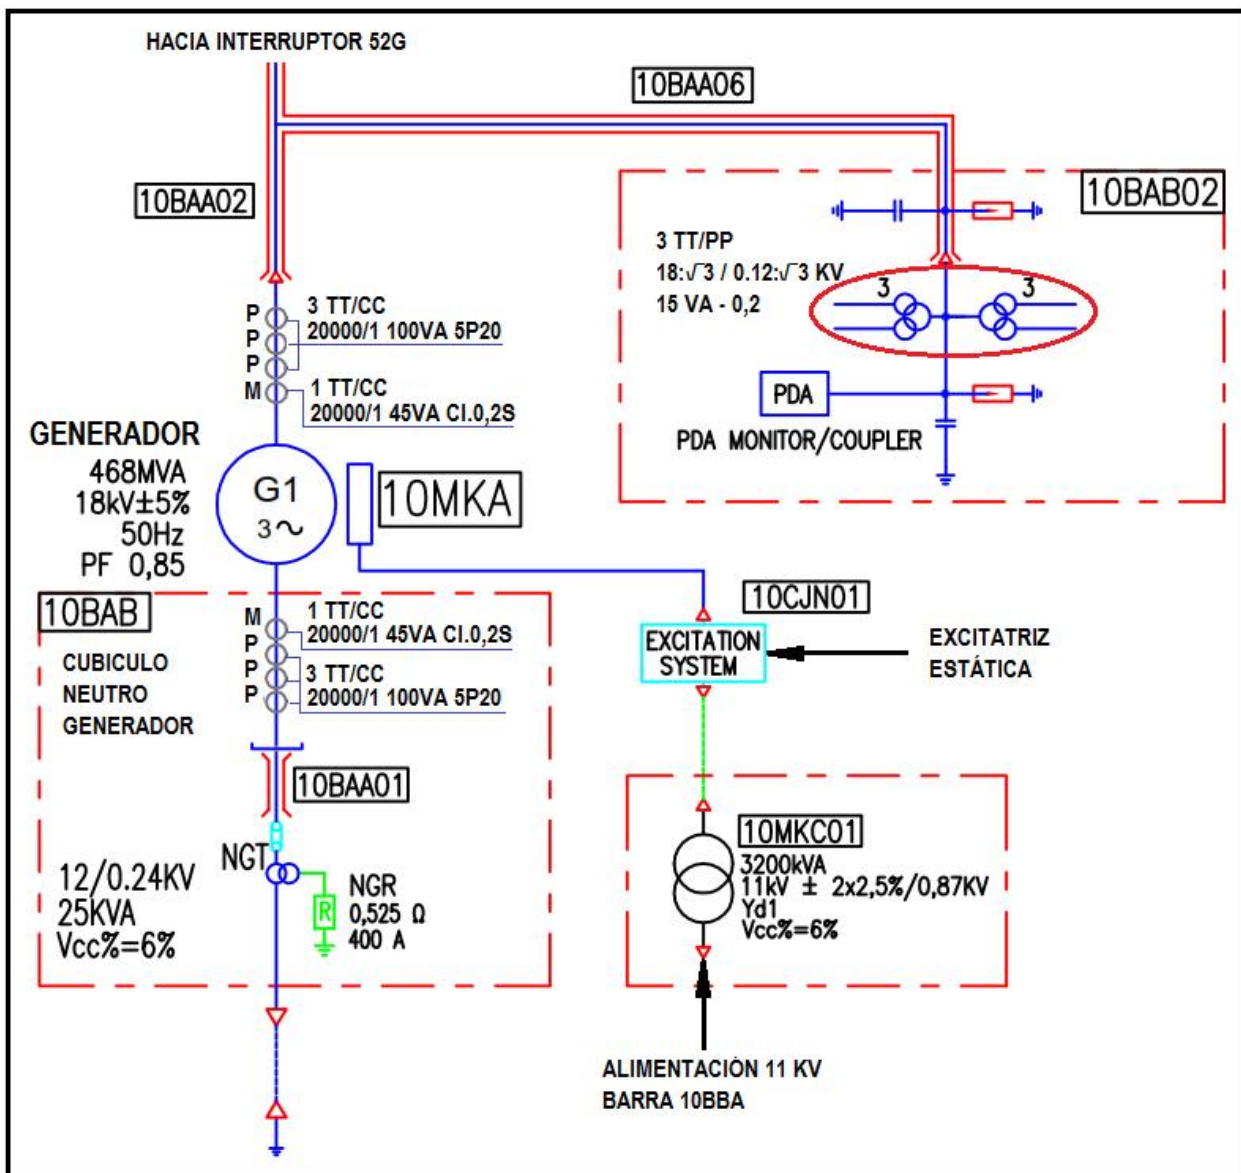 HACIA INTERRUPTOR 52G
10BAA06
10BAA02
10BAB02
3 TT/PP
18:√3 / 0.12:√3 KV
15 VA - 0,2
3
3
PDA
PDA MONITOR/COUPLER
P
P
P
M
3 TT/CC
20000/1 100VA 5P20
1 TT/CC
20000/1 45VA CI.0,2S
GENERADOR
468MVA
18kV±5%
50Hz
PF 0,85
G1
3~
10MKA
10BAB
CUBICULO
NEUTRO
GENERADOR
M
P
P
P
1 TT/CC
20000/1 45VA CI.0,2S
3 TT/CC
20000/1 100VA 5P20
10BAA01
NGT
12/0.24KV
25KVA
Vcc%=6%
R
NGR
0,525 Ω
400 A
10CJN01
EXCITATION
SYSTEM
EXCITATRIZ
ESTÁTICA
10MKC01
3200kVA
11kV ± 2x2,5%/0,87KV
Yd1
Vcc%=6%
ALIMENTACIÓN 11 KV
BARRA 10BBA